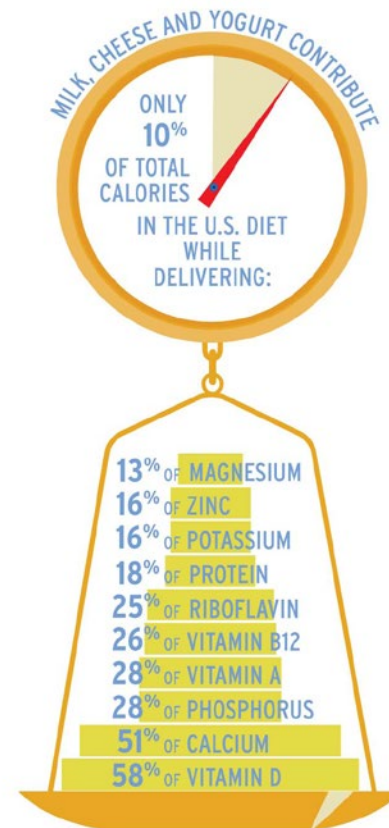 MILK, CHEESE AND YOGURT CONTRIBUTE
ONLY
10%
OF TOTAL
CALORIES
IN THE U.S. DIET
WHILE
DELIVERING:
13% OF MAGNESIUM
16% OF ZINC
16% OF POTASSIUM
18% OF PROTEIN
25% OF RIBOFLAVIN
26% OF VITAMIN B12
28% OF VITAMIN A
28% OF PHOSPHORUS
51% OF CALCIUM
58% OF VITAMIN D